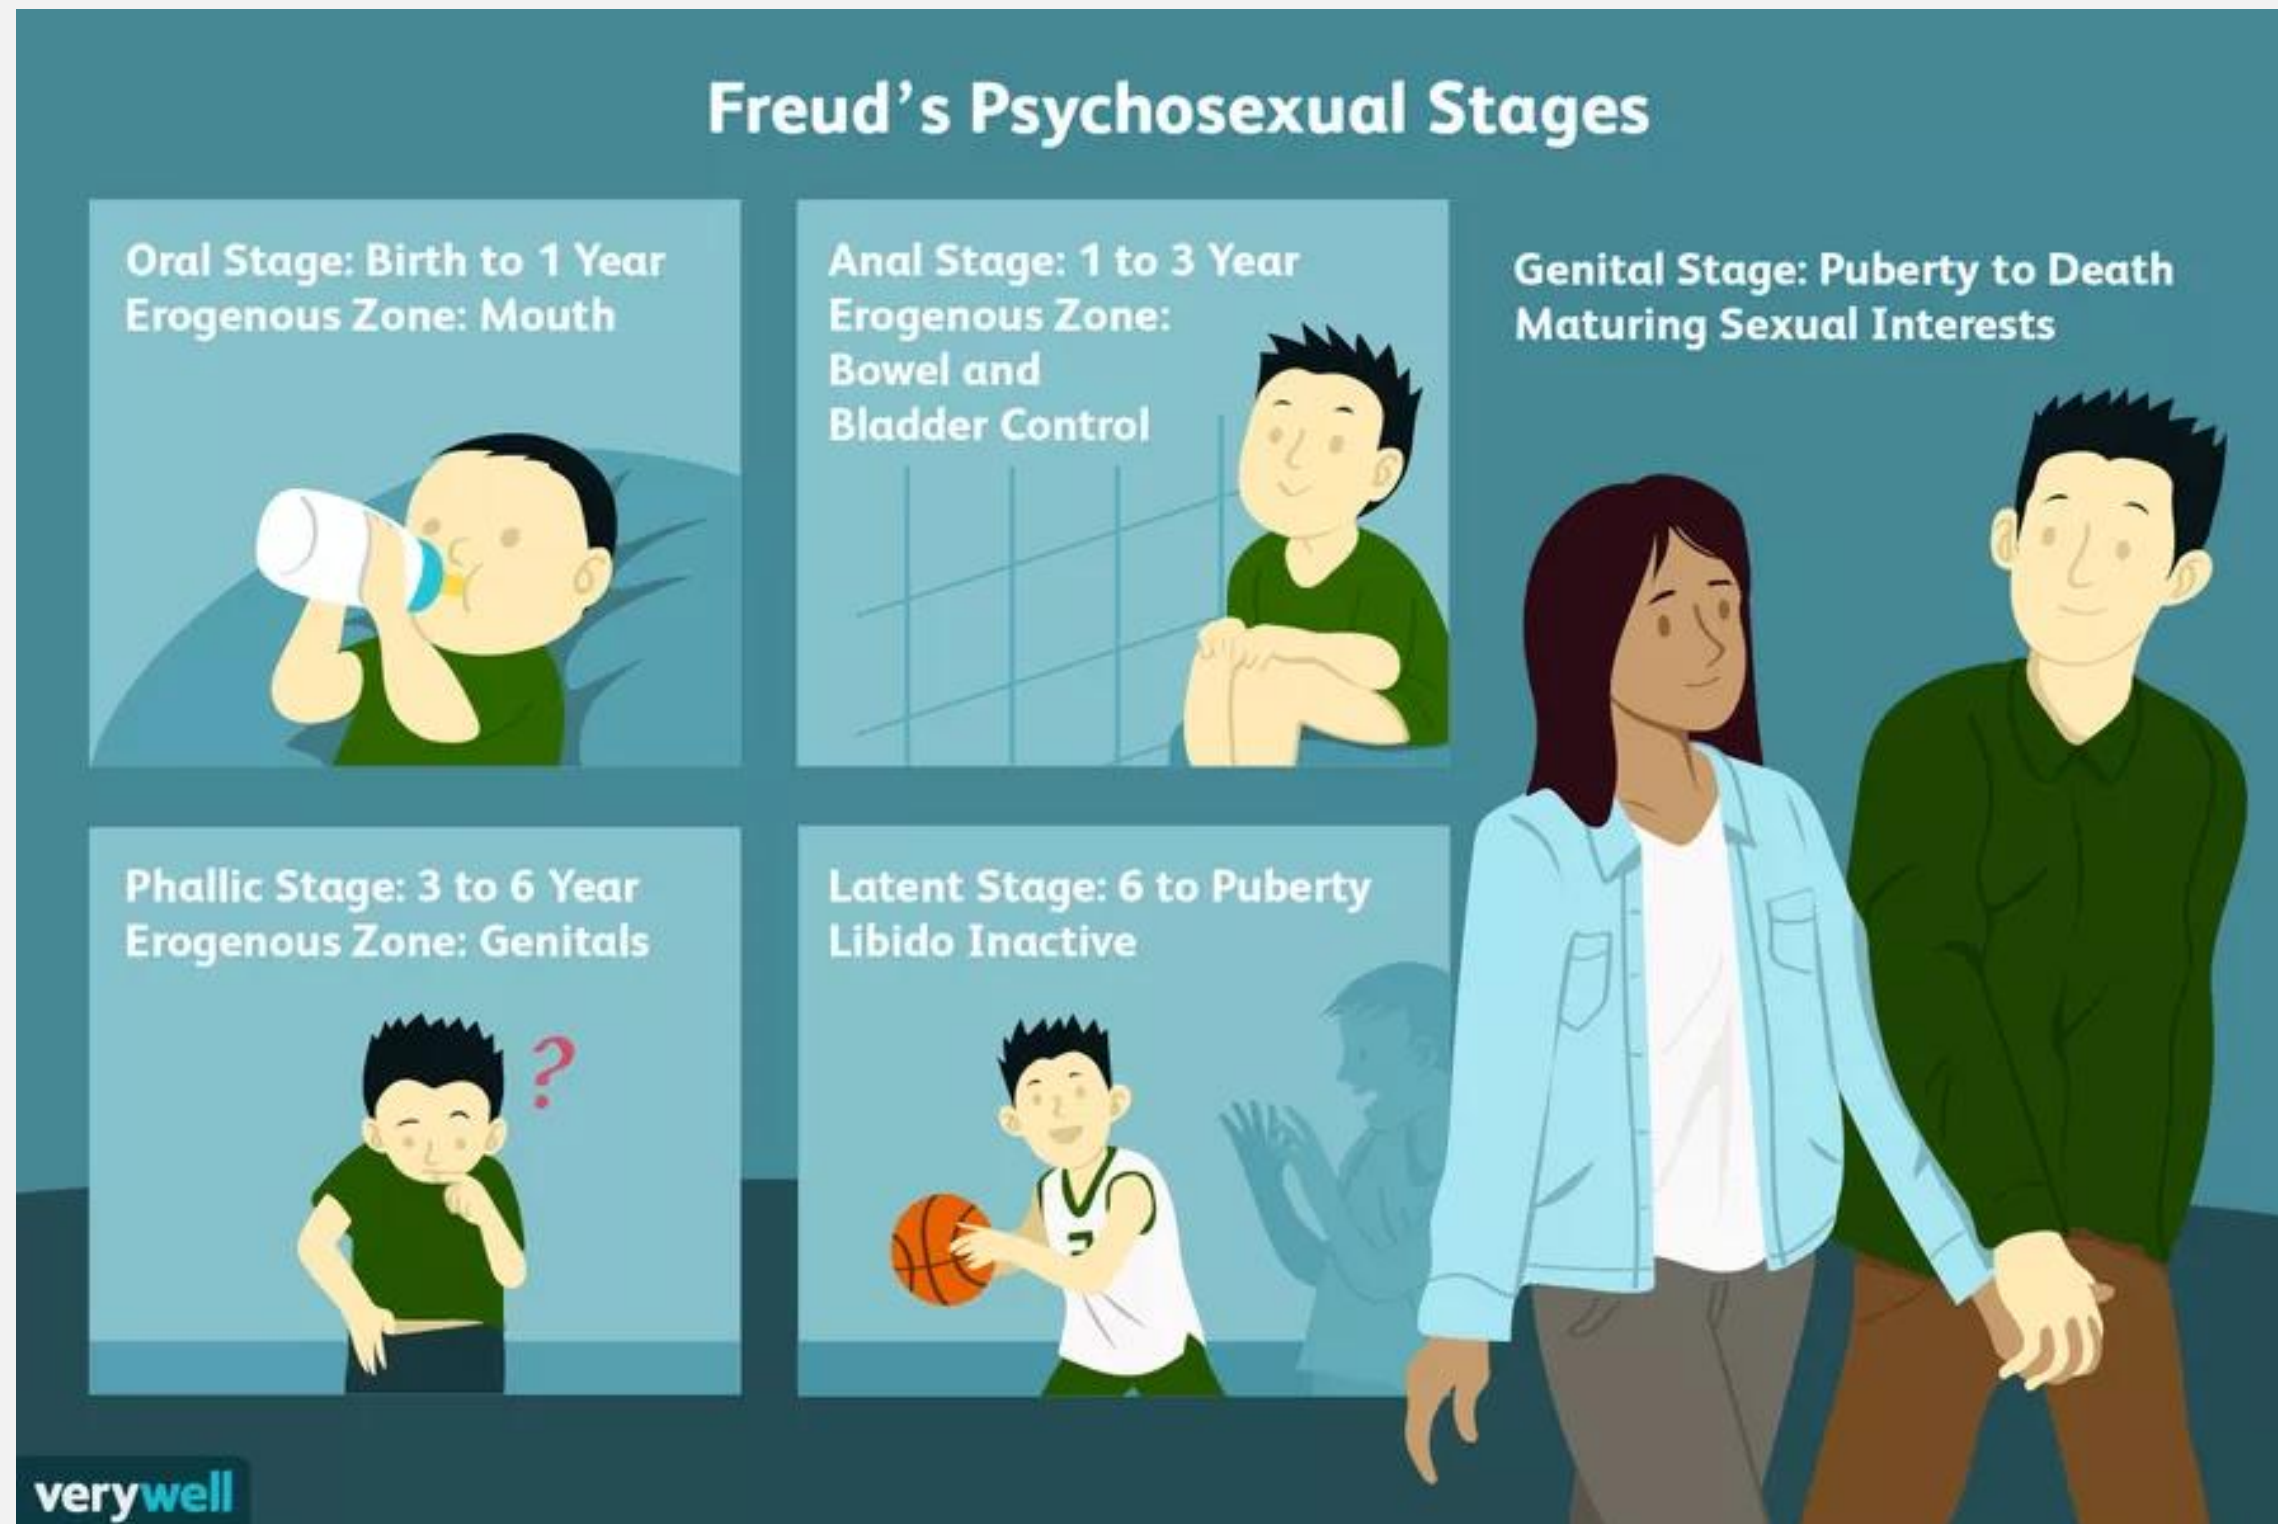 Freud's Psychosexual Stages
Oral Stage: Birth to 1 Year
Erogenous Zone: Mouth
Anal Stage: 1 to 3 Year
Erogenous Zone:
Bowel and
Bladder Control
Genital Stage: Puberty to Death
Maturing Sexual Interests
Phallic Stage: 3 to 6 Year
Erogenous Zone: Genitals
?
Latent Stage: 6 to Puberty
Libido Inactive
verywell